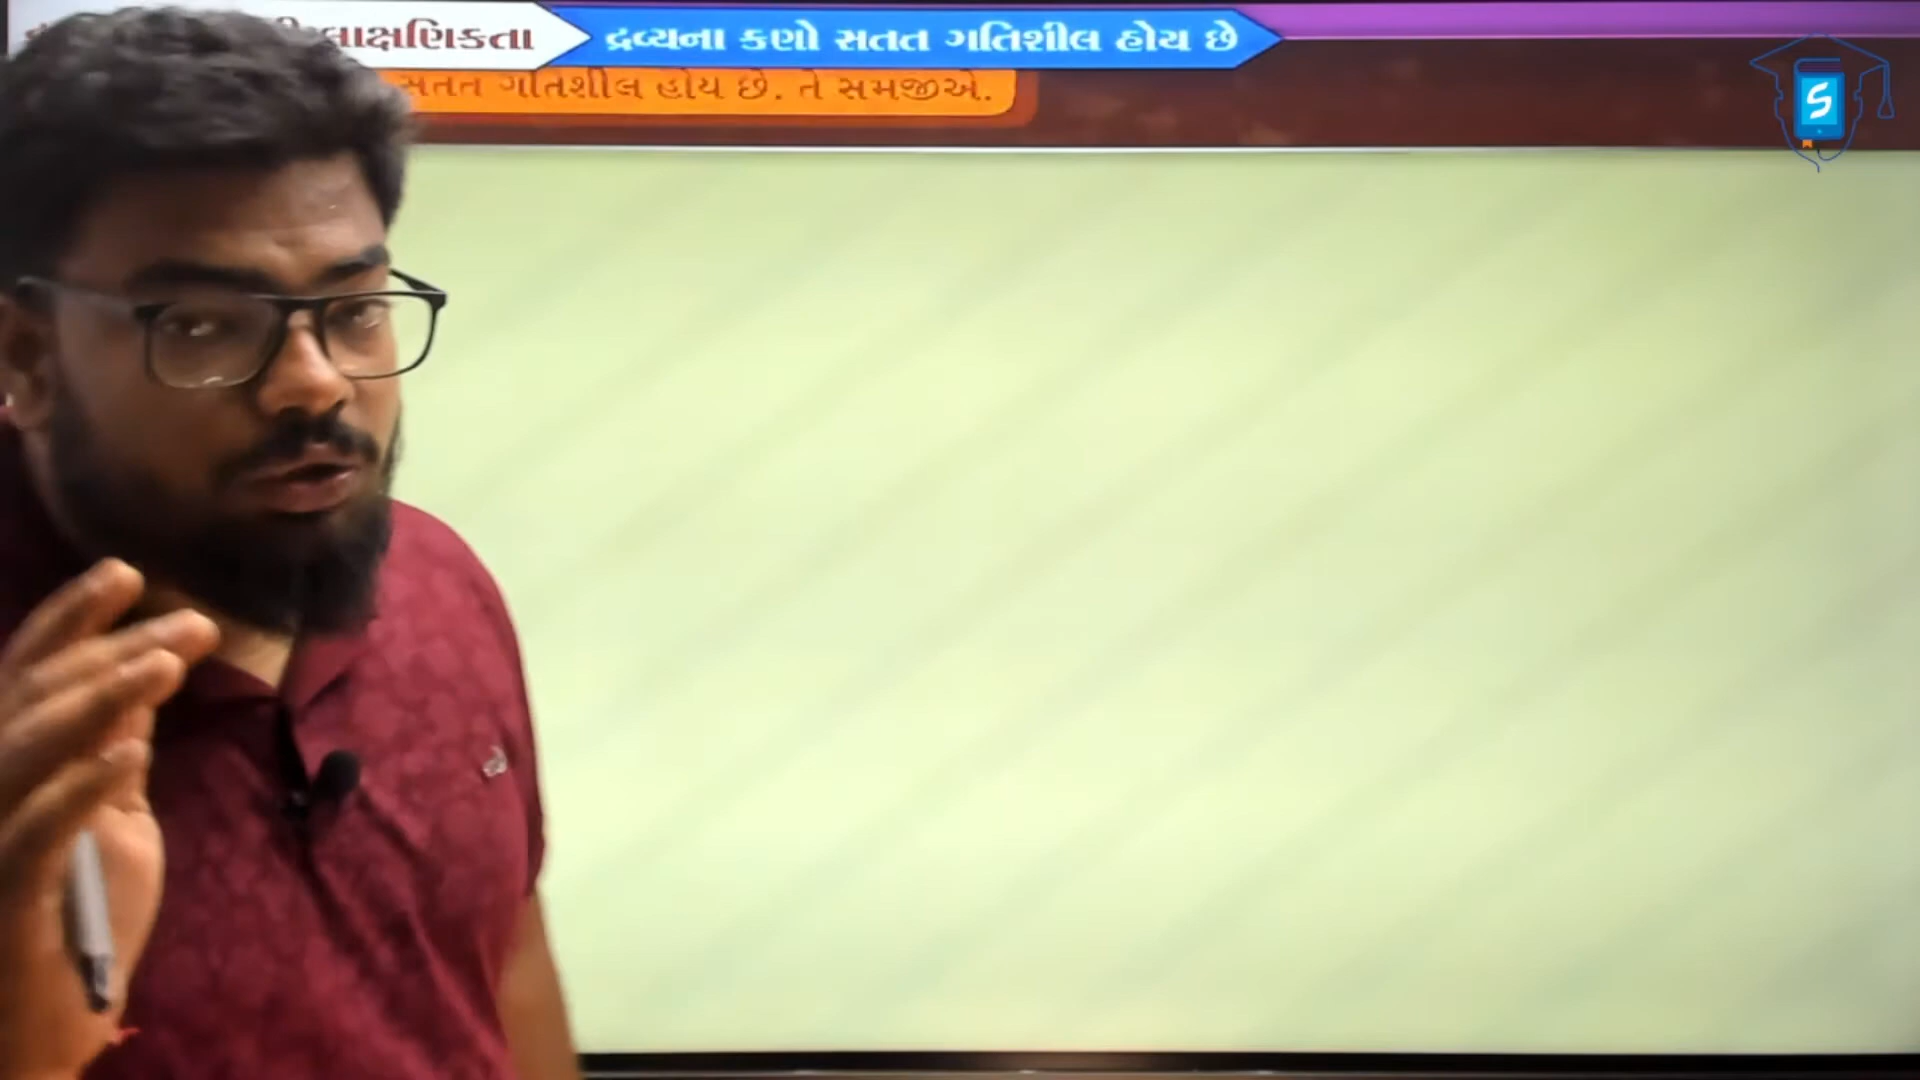 લાક્ષણિકતા દ્રવ્યના કણો સતત ગતિશીલ હોય છે
સતત ગતિશીલ હોય છે. તે સમજીએ.
S